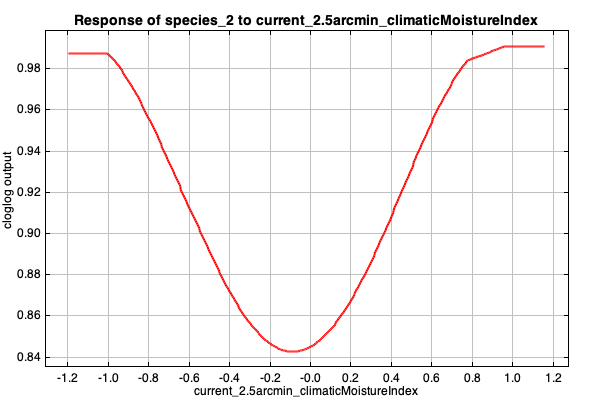 Response of species_2 to current_2.5arcmin_climaticMoistureIndex
cloglog output
0.98
0.96
0.94
0.92
0.90
0.88
0.86
0.84
-1.2 -1.0 -0.8 -0.6 -0.4 -0.2 -0.0 0.2 0.4 0.6 0.8 1.0 1.2
current_2.5arcmin_climaticMoistureIndex